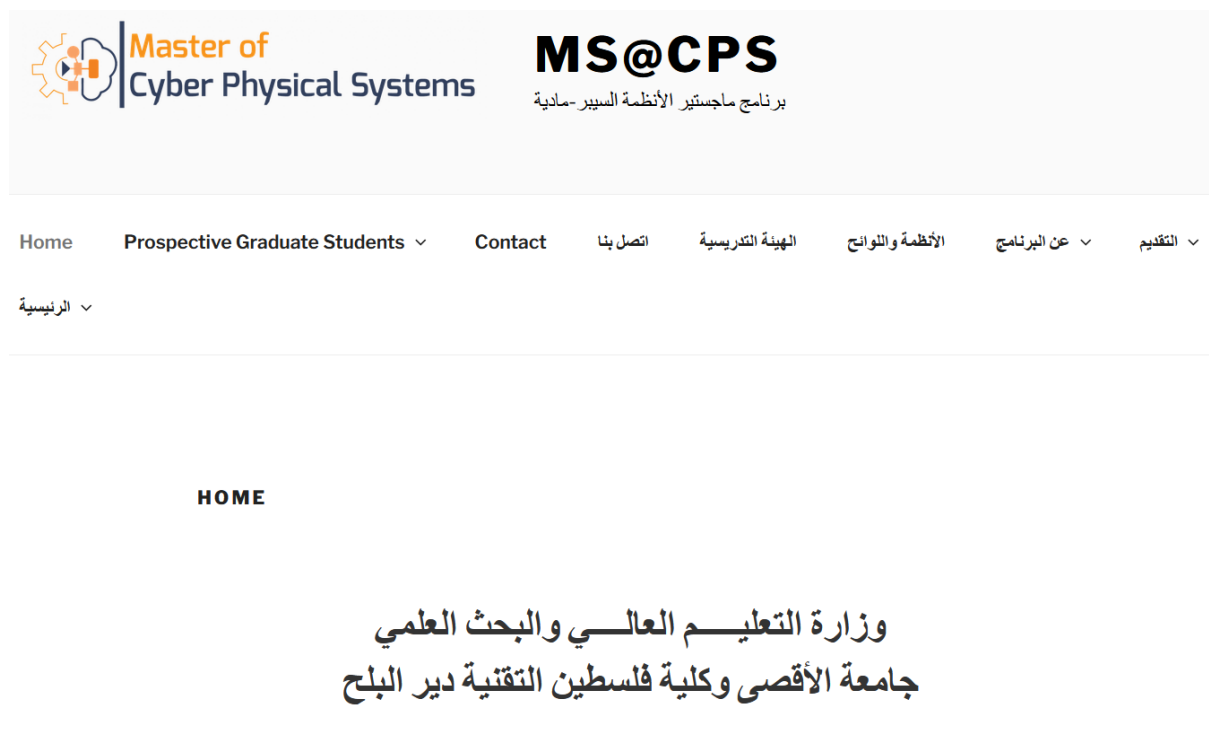 Master of
Cyber Physical Systems
MS@CPS
برنامج ماجستير الأنظمة السيبر-مادية
Home Prospective Graduate Students Contact اتصل بنا الهيئة التدريسية الأنظمة واللوائح عن البرنامج التقديم
الرئيسية
HOME
وزارة التعليـــــم العالــــي والبحث العلمي
جامعة الأقصى وكلية فلسطين التقنية دير البلح